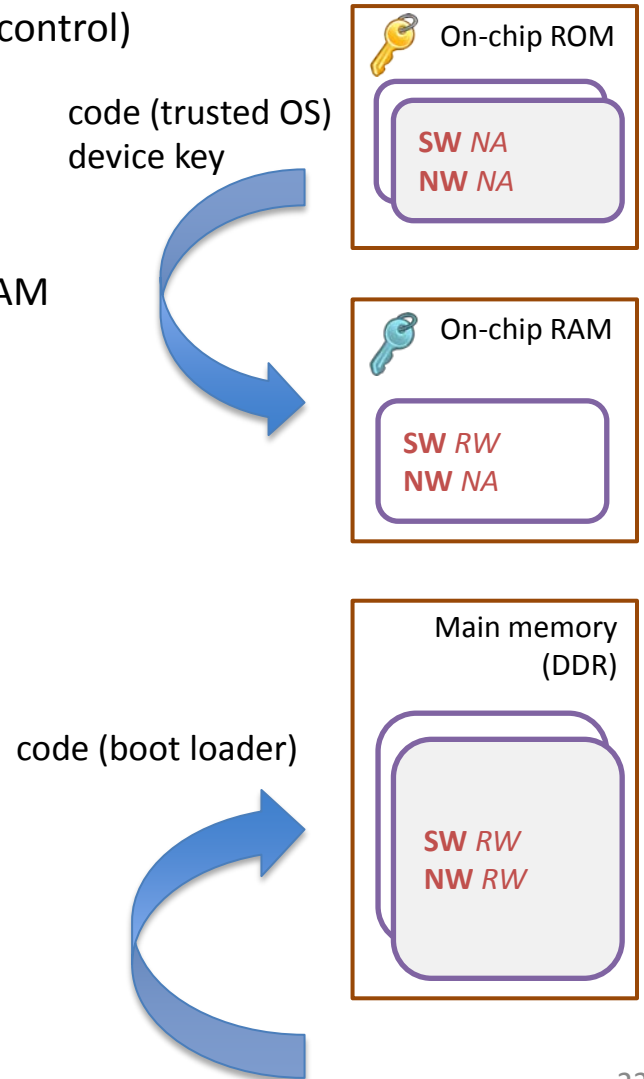 control)
On-chip ROM
code (trusted OS)
device key
SW NA
NW NA
AM
On-chip RAM
SW RW
NW NA
Main memory
(DDR)
code (boot loader)
SW RW
NW RW